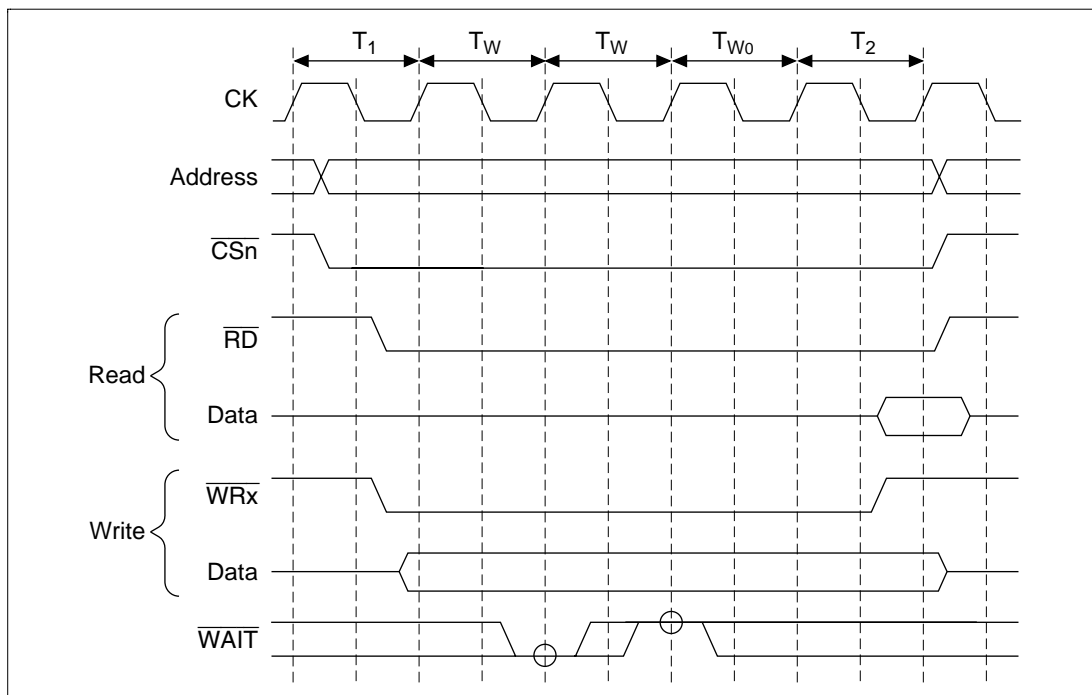 T1 TW TW TW0 T2
CK
Address
CSn
RD
Read
Data
WRx
Write
Data
WAIT